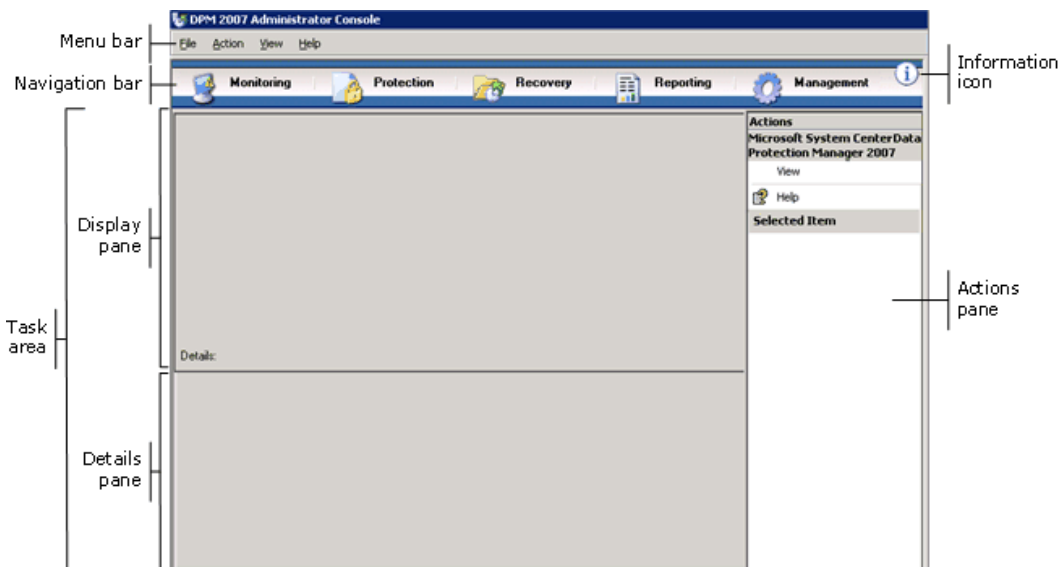 DPM 2007 Administrator Console
Menu bar
File Action View Help
Navigation bar
Monitoring Protection Recovery Reporting Management
Information
icon
Actions
Microsoft System CenterData
Protection Manager 2007
View
Help
Selected Item
Display
pane
Actions
pane
Task
area
Details:
Details
pane